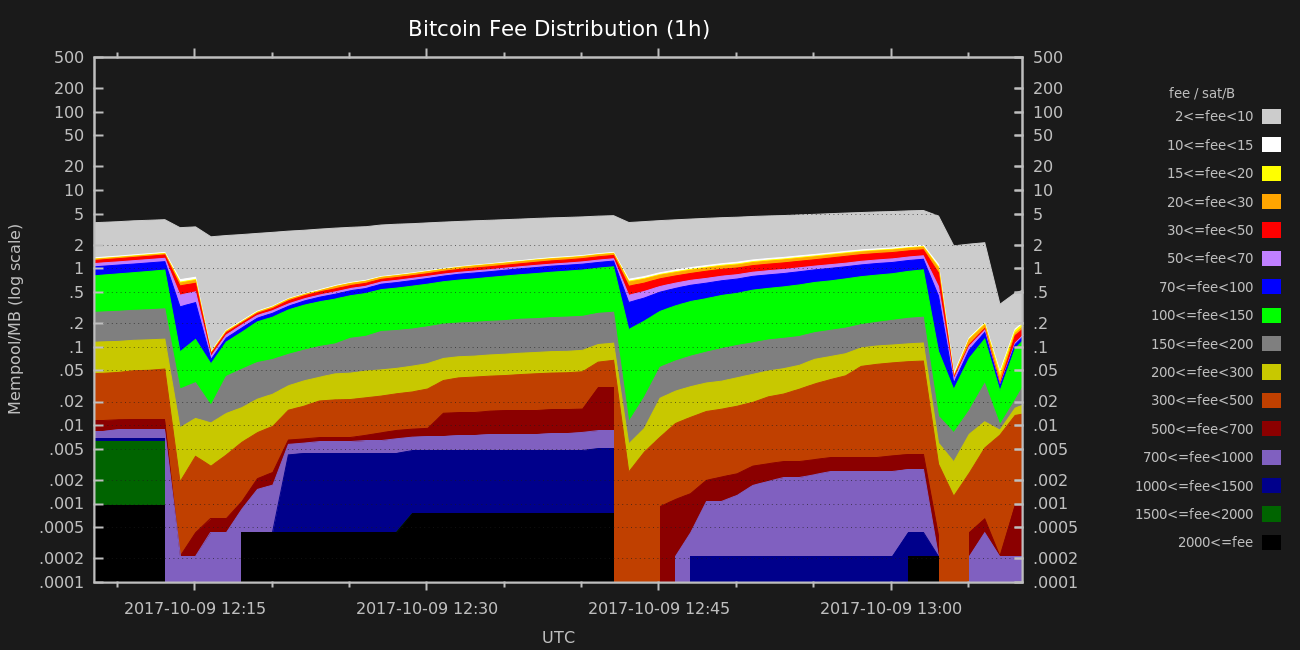 Bitcoin Fee Distribution (1h)
Mempool/MB (log scale)
500
200
100
50
20
10
5
2
1
.5
.2
.1
.05
.02
.01
.005
.002
.001
.0005
.0002
.0001
500
200
100
50
20
10
5
2
1
.5
.2
.1
.05
.02
.01
.005
.002
.001
.0005
.0002
.0001
2017-10-09 12:15
2017-10-09 12:30
2017-10-09 12:45
2017-10-09 13:00
UTC
fee / sat/B
2<=fee<10
10<=fee<15
15<=fee<20
20<=fee<30
30<=fee<50
50<=fee<70
70<=fee<100
100<=fee<150
150<=fee<200
200<=fee<300
300<=fee<500
500<=fee<700
700<=fee<1000
1000<=fee<1500
1500<=fee<2000
2000<=fee